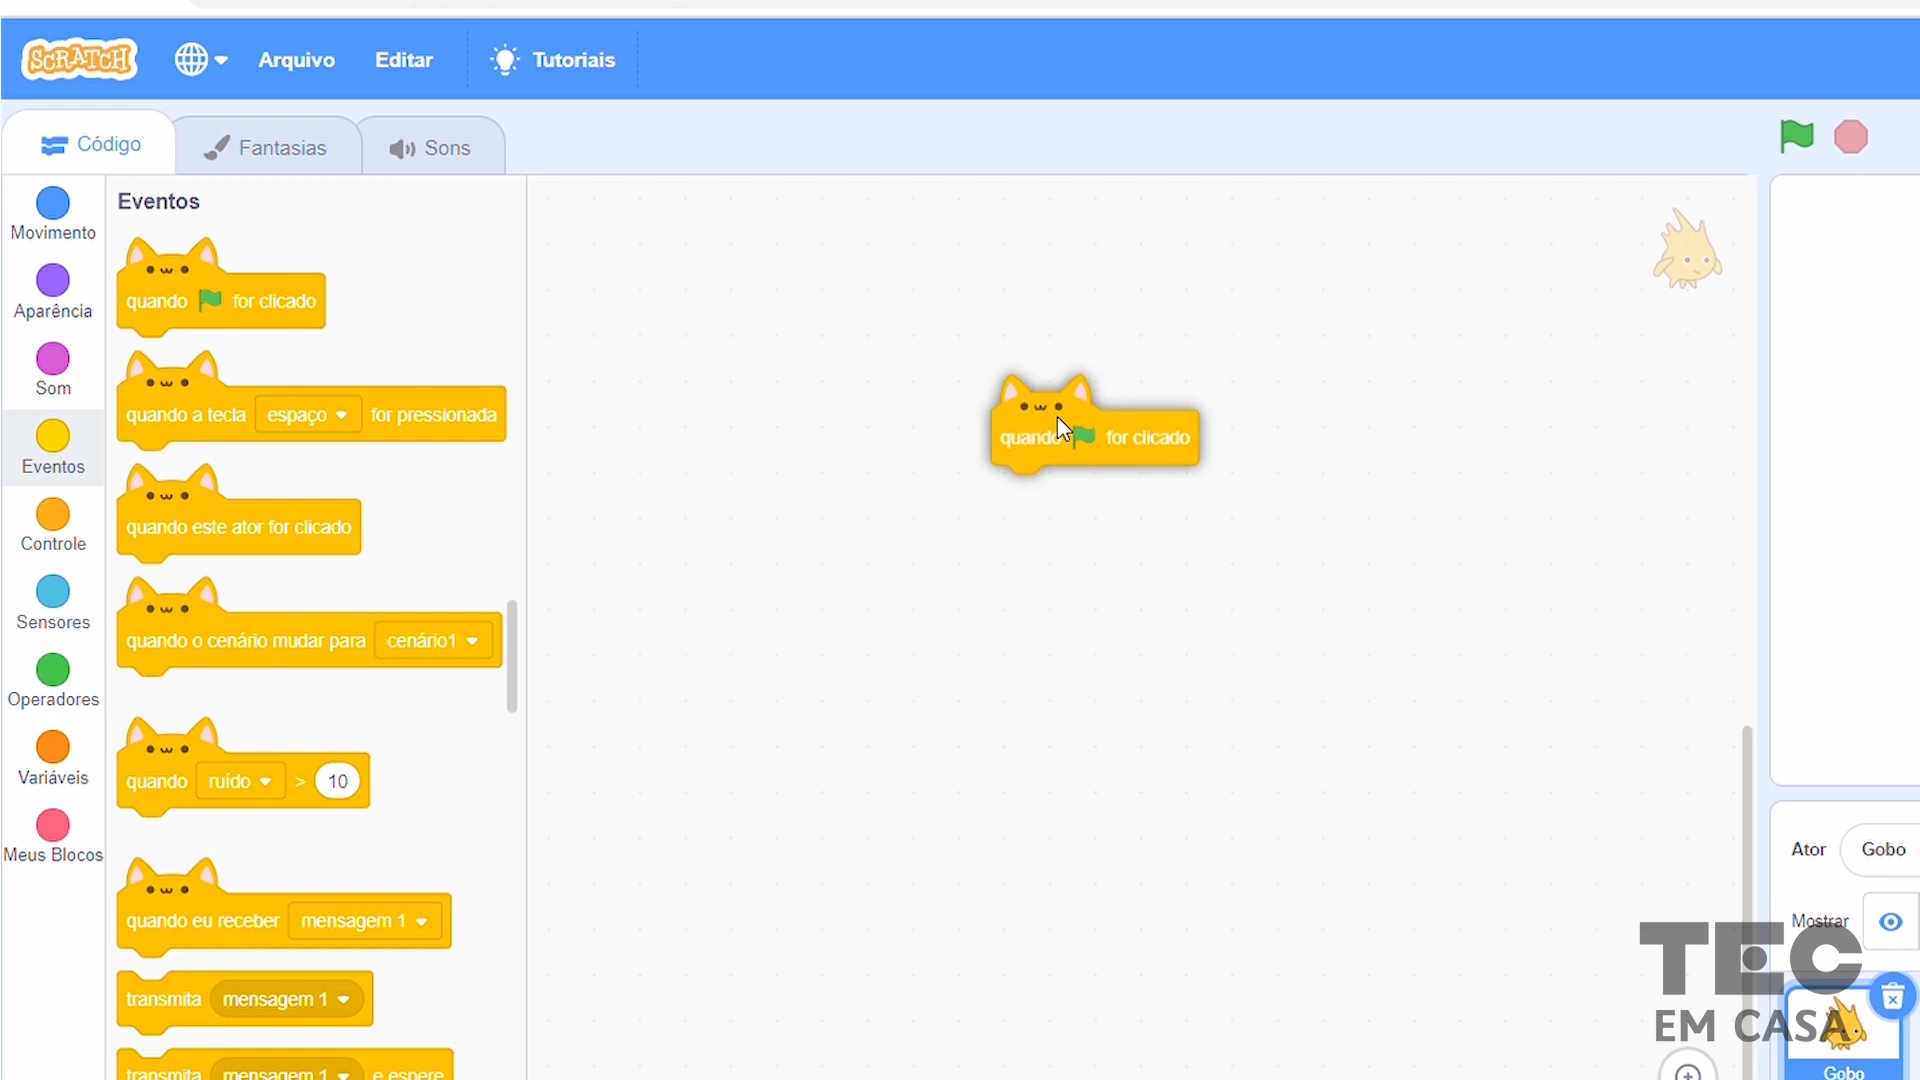 SCRATCH
Arquivo
Editar
Tutoriais
Código
Fantasias
Sons
Movimento
Aparência
Som
Eventos
Controle
Sensores
Operadores
Variáveis
Meus Blocos
Eventos
quando for clicado
quando a tecla espaço for pressionada
quando este ator for clicado
quando o cenário mudar para cenário1
quando ruído > 10
quando eu receber mensagem 1
transmita mensagem 1
transmita mensagem 1 e espere
quando for clicado
Ator Gobo
Mostrar
TEC
EM CASA
Gobo